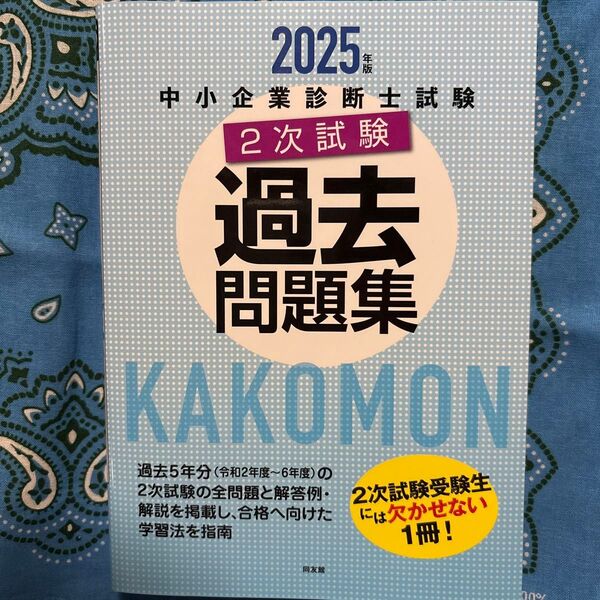 2025年版
中小企業診断士試験
2次試験
過去
問題集
KAKOMON
過去5年分（令和2年度～6年度）の
2次試験の全問題と解答例・
解説を掲載し、合格へ向けた
学習法を指南
2次試験受験生
には欠かせない
1冊！
同友館
00%